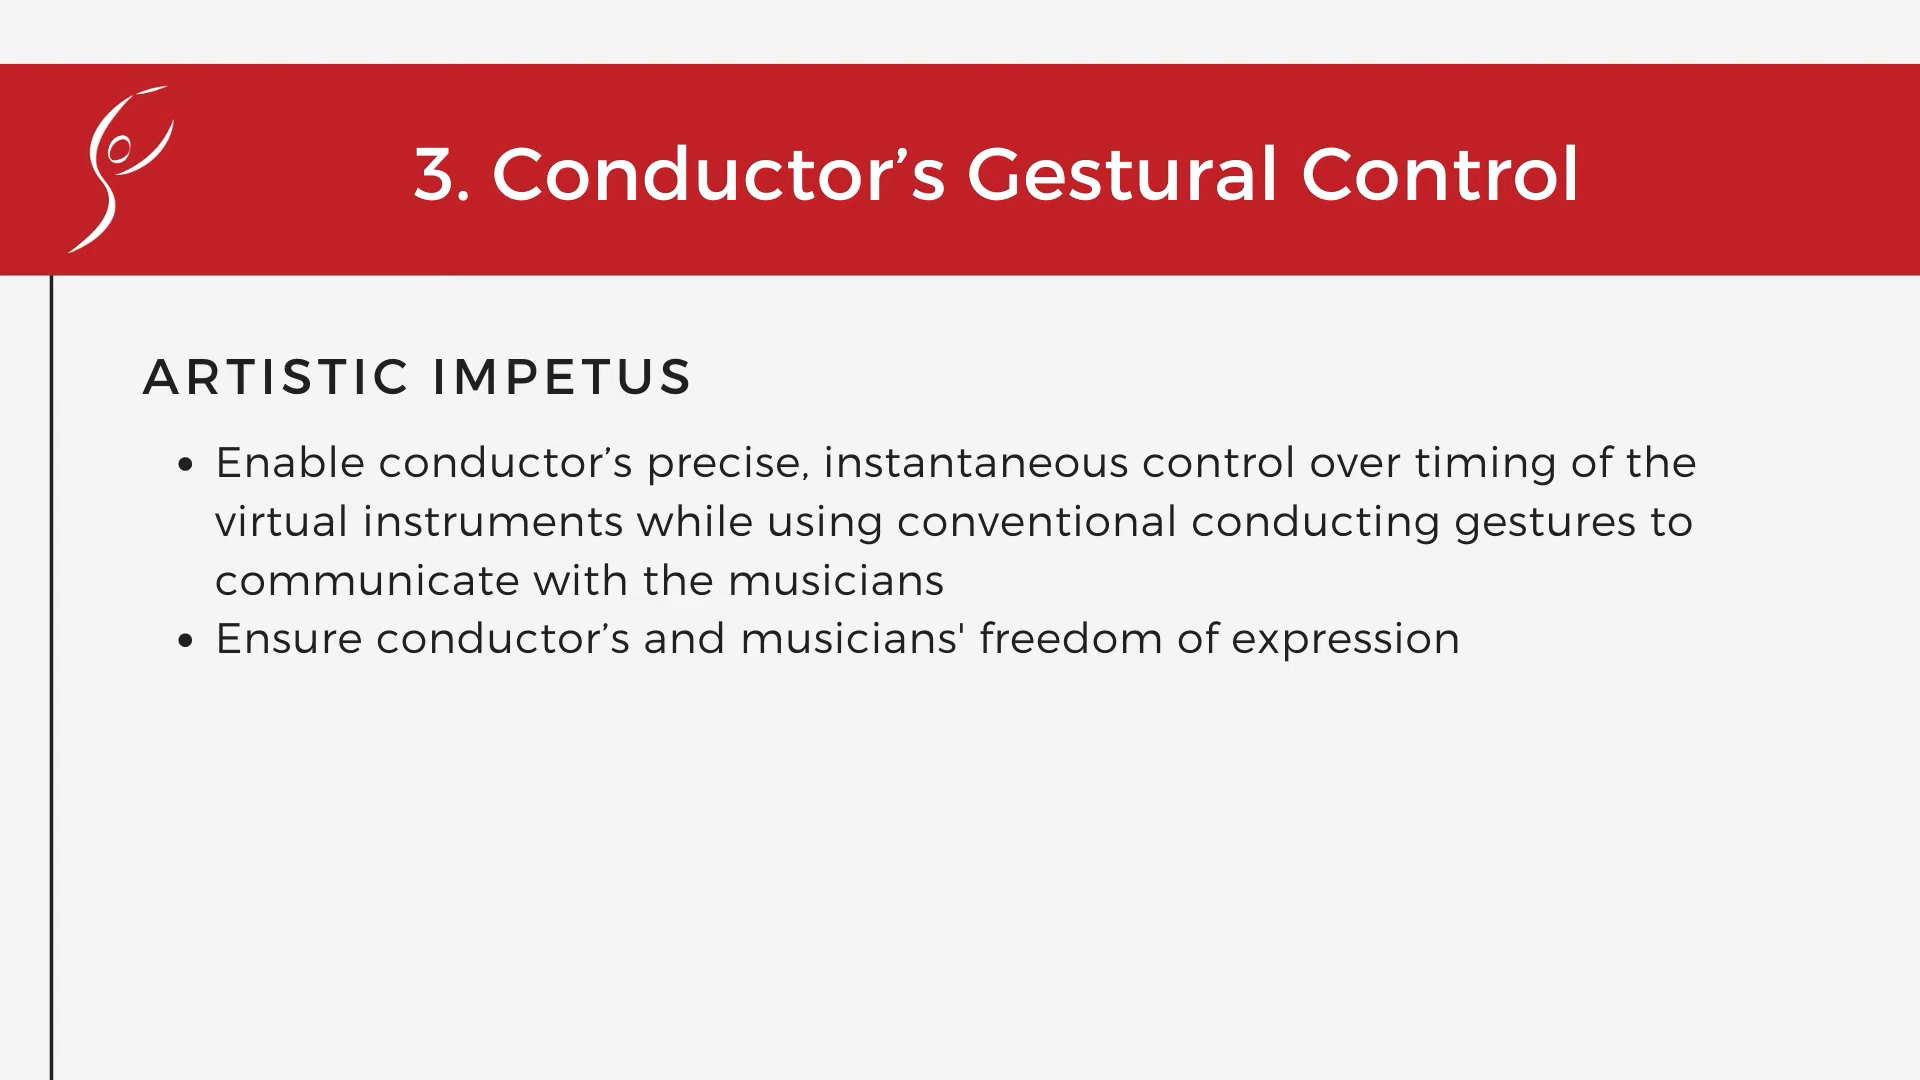 3. Conductor’s Gestural Control
ARTISTIC IMPETUS
• Enable conductor’s precise, instantaneous control over timing of the
virtual instruments while using conventional conducting gestures to
communicate with the musicians
• Ensure conductor’s and musicians' freedom of expression